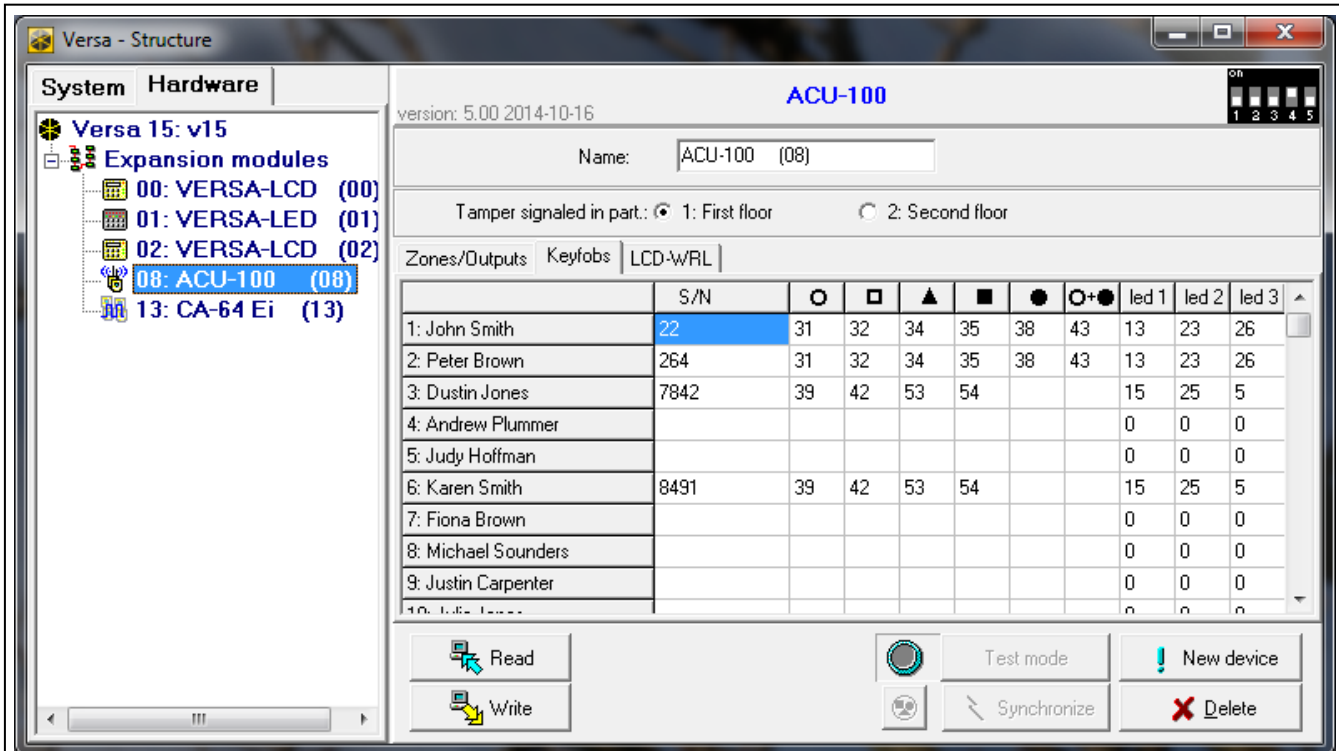 Versa - Structure
System Hardware
Versa 15: v15
Expansion modules
00: VERSA-LCD (00)
01: VERSA-LED (01)
02: VERSA-LCD (02)
08: ACU-100 (08)
13: CA-64 Ei (13)
ACU-100
version: 5.00 2014-10-16
on
1 2 3 4 5
Name: ACU-100 (08)
Tamper signaled in part.: 1: First floor 2: Second floor
Zones/Outputs Keyfobs LCD-WRL
S/N + led 1 led 2 led 3
1: John Smith 22 31 32 34 35 38 43 13 23 26
2: Peter Brown 264 31 32 34 35 38 43 13 23 26
3: Dustin Jones 7842 39 42 53 54 15 25 5
4: Andrew Plummer 0 0 0
5: Judy Hoffman 0 0 0
6: Karen Smith 8491 39 42 53 54 15 25 5
7: Fiona Brown 0 0 0
8: Michael Sounders 0 0 0
9: Justin Carpenter 0 0 0
Read Test mode New device
Write Synchronize Delete